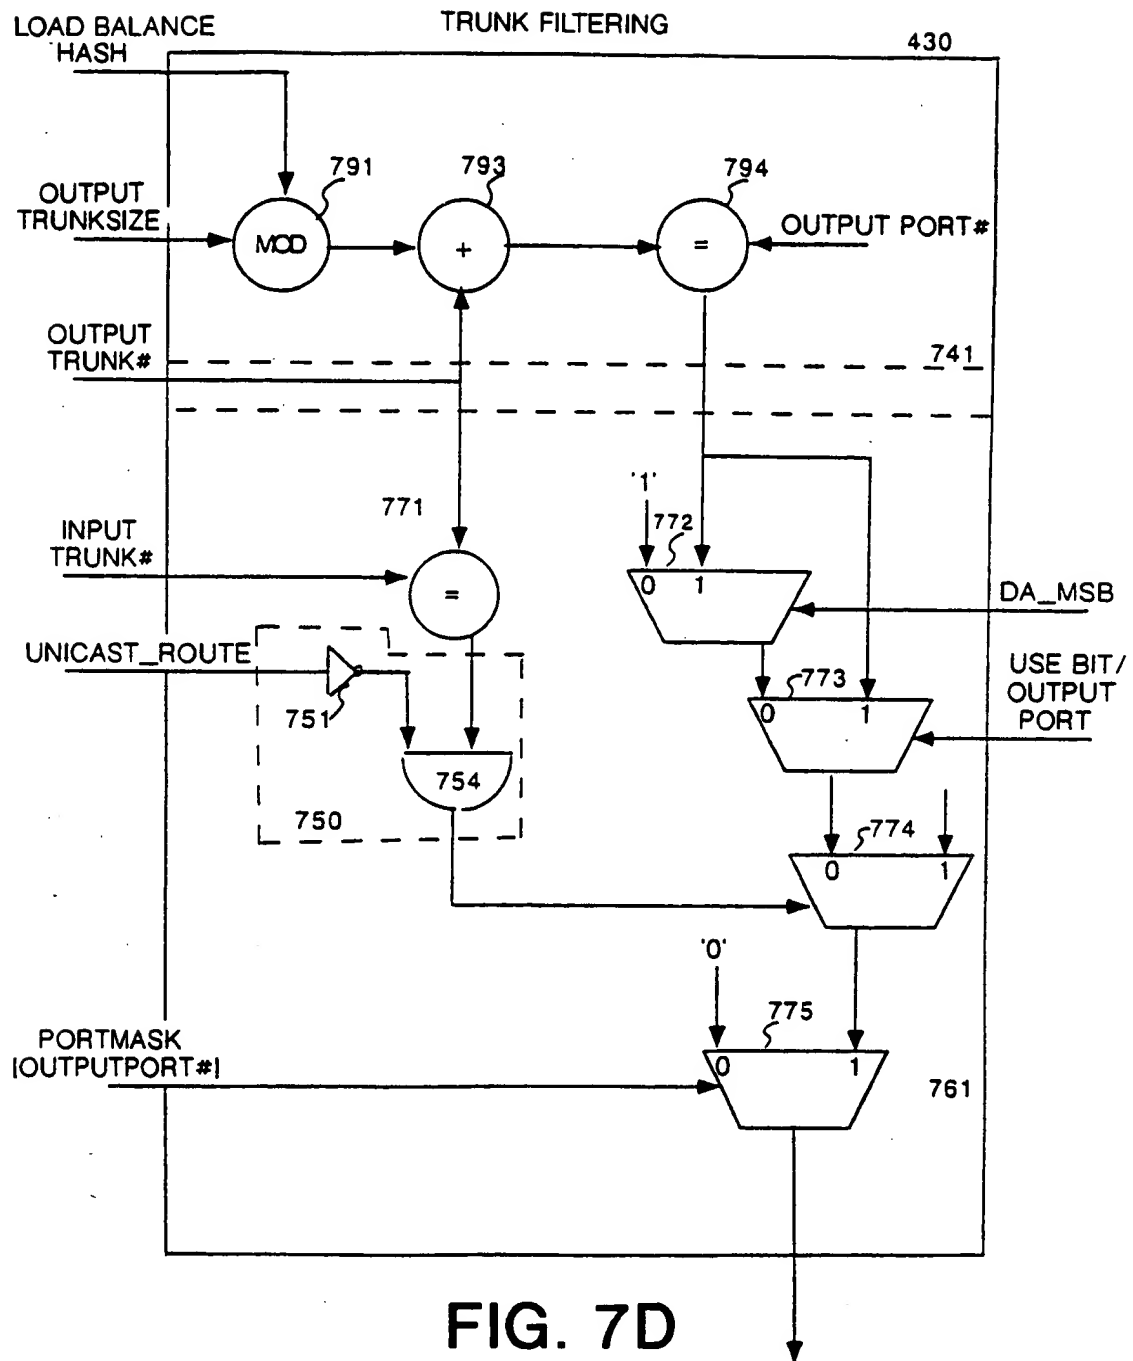 TRUNK FILTERING
LOAD BALANCE
HASH
430
791
793
794
OUTPUT
TRUNKSIZE
MOD
+
=
OUTPUT PORT#
OUTPUT
TRUNK#
741
'1'
771
772
INPUT
TRUNK#
0 1
=
DA_MSB
UNICAST_ROUTE
773
USE BIT/
OUTPUT
PORT
751
0 1
754
750
774
0 1
'0'
775
PORTMASK
[OUTPUTPORT#]
0 1
761
FIG. 7D